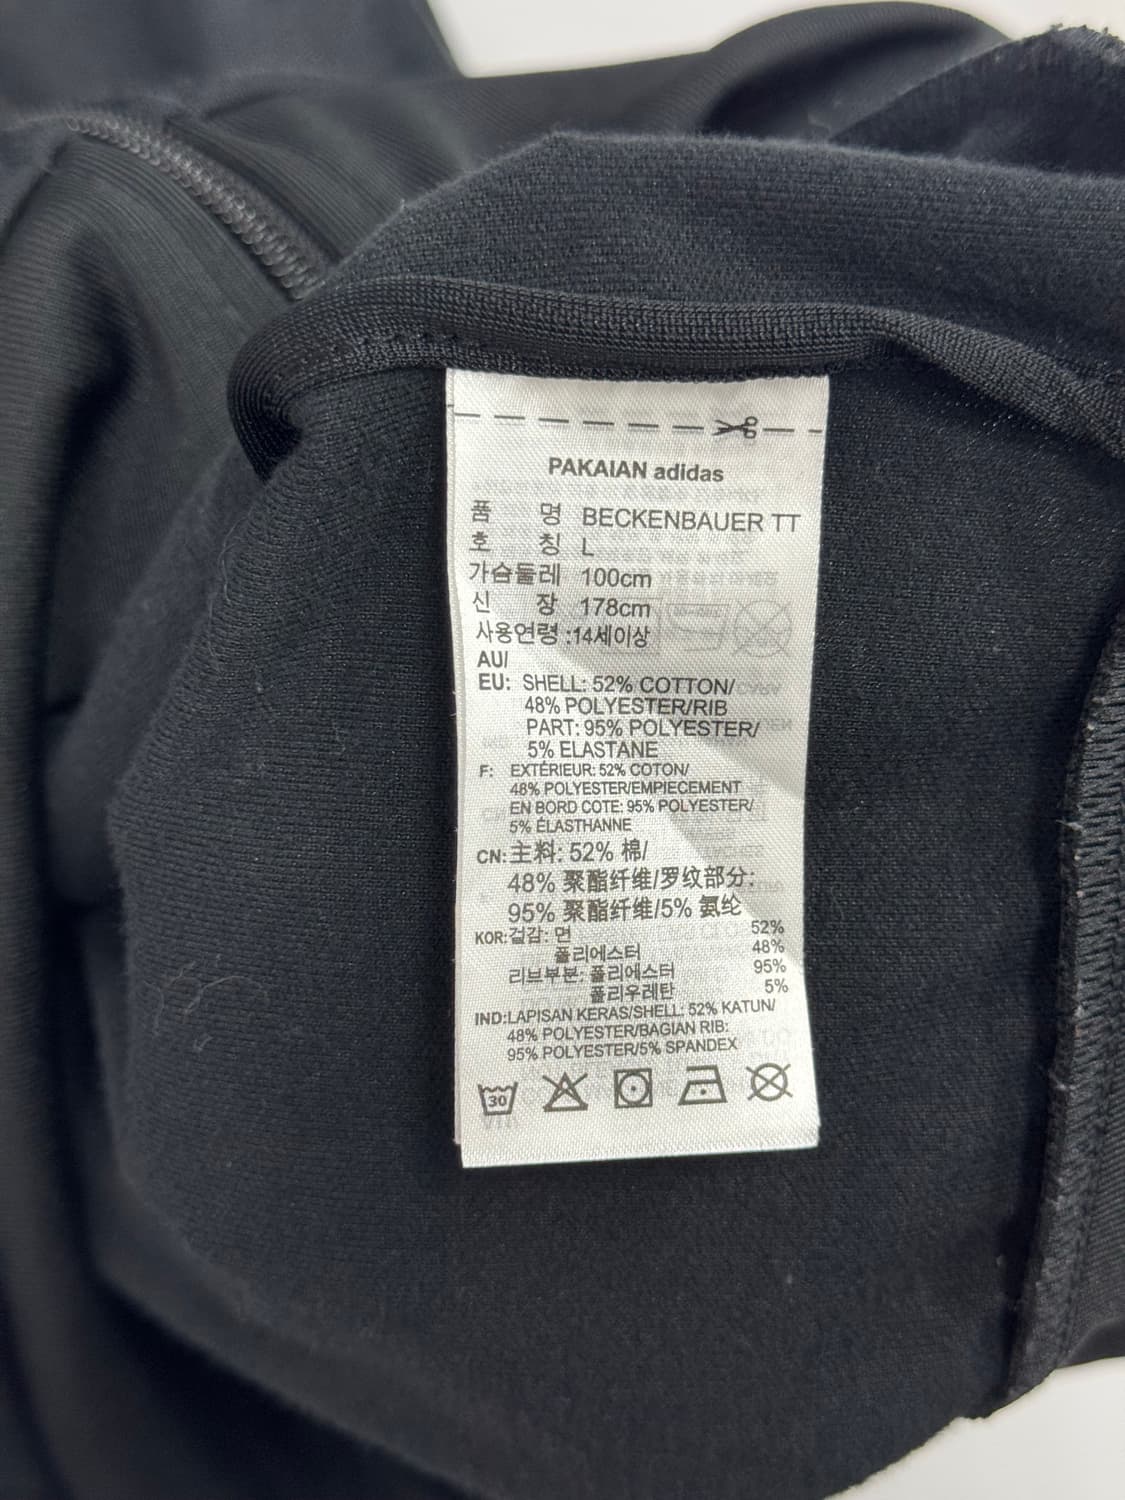 PAKAIAN adidas
품 명 BECKENBAUER TT
호 칭 L
가슴둘레 100cm
신 장 178cm
사용연령 :14세이상
AU/
EU: SHELL: 52% COTTON/
48% POLYESTER/RIB
PART: 95% POLYESTER/
5% ELASTANE
F: EXTÉRIEUR: 52% COTON/
48% POLYESTER/EMPIECEMENT
EN BORD COTE: 95% POLYESTER/
5% ÉLASTHANNE
CN: 主料: 52% 棉/
48% 聚酯纤维/罗纹部分:
95% 聚酯纤维/5% 氨纶
KOR: 겉감: 면 52%
폴리에스터 48%
리브부분: 폴리에스터 95%
폴리우레탄 5%
IND: LAPISAN KERAS/SHELL: 52% KATUN/
48% POLYESTER/BAGIAN RIB:
95% POLYESTER/5% SPANDEX
30